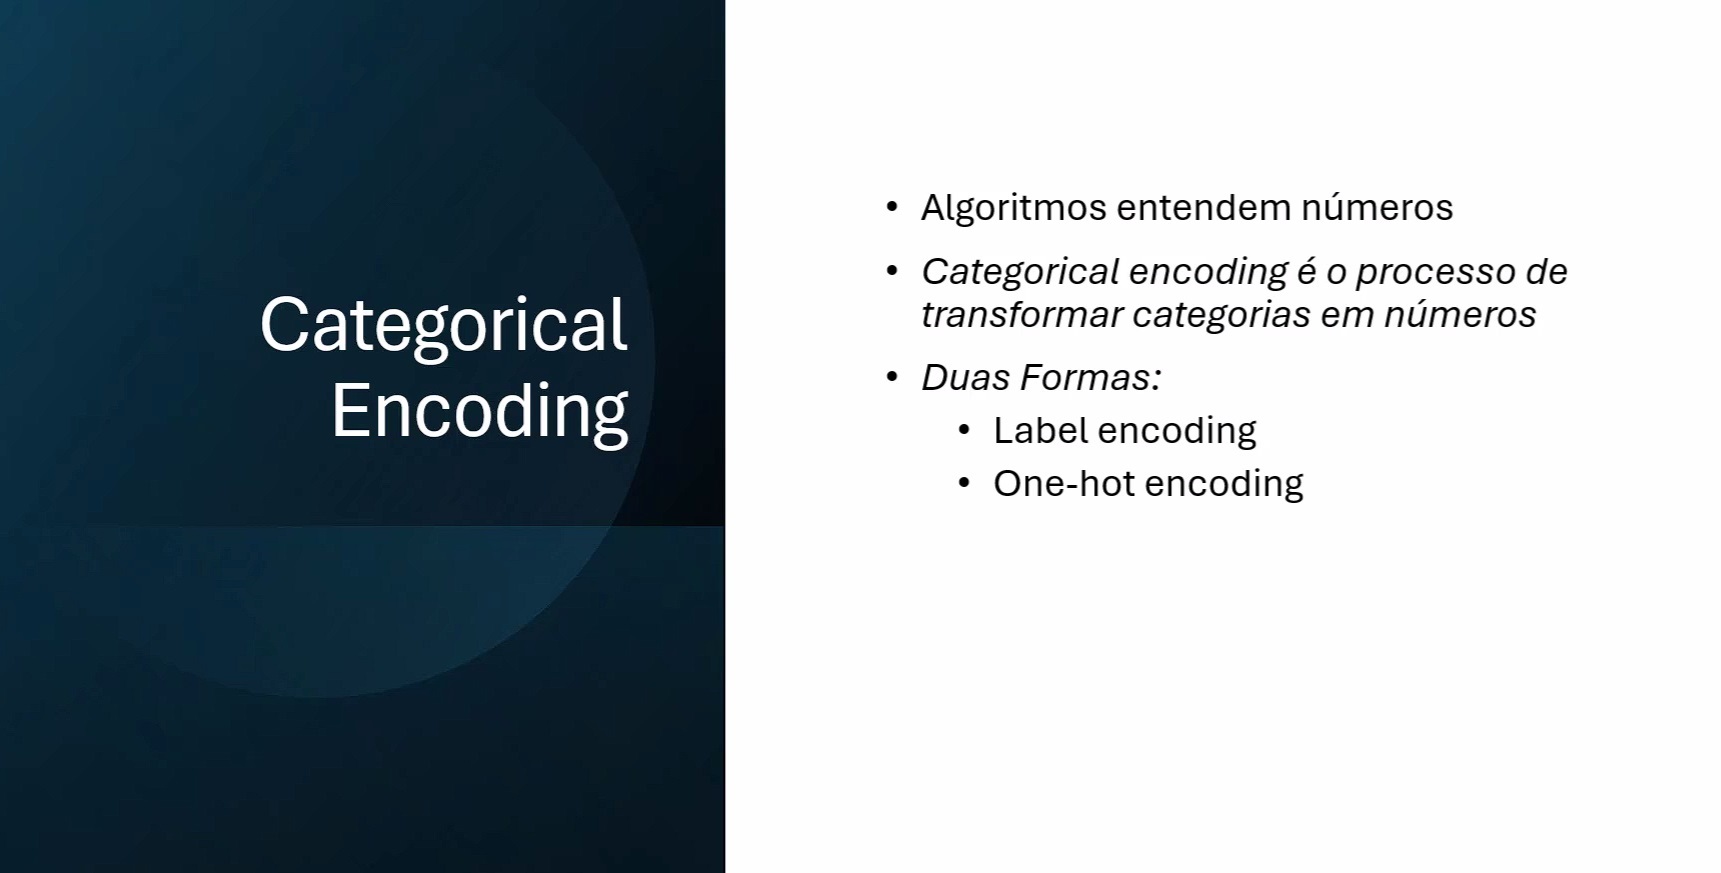 Categorical
Encoding
• Algoritmos entendem números
• Categorical encoding é o processo de
transformar categorias em números
• Duas Formas:
• Label encoding
• One-hot encoding